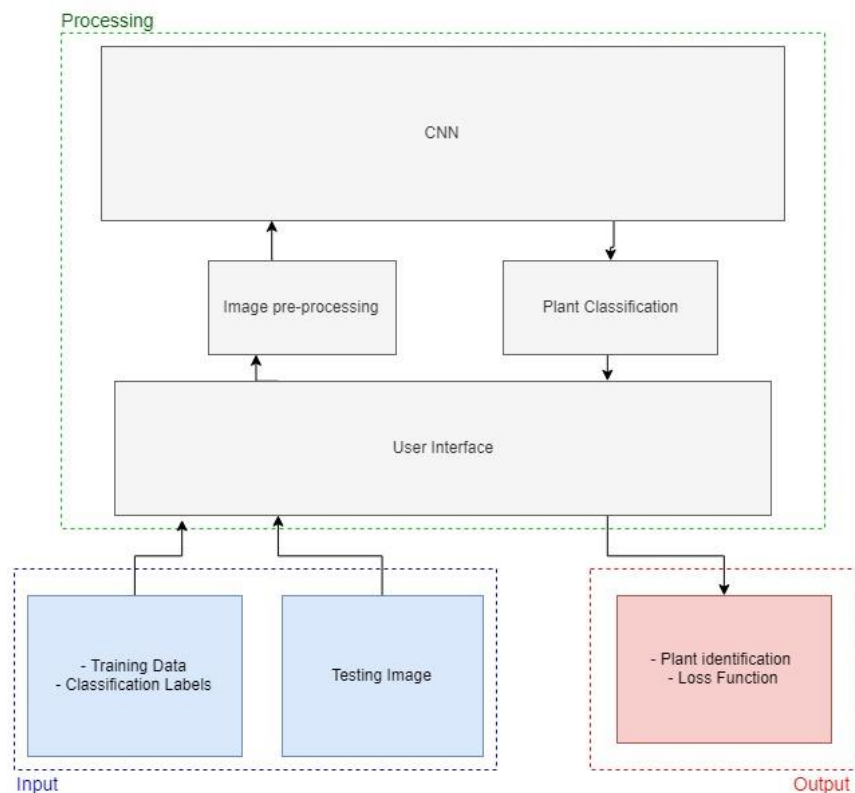 Processing
CNN
Image pre-processing
Plant Classification
User Interface
- Training Data
- Classification Labels
Testing Image
- Plant identification
- Loss Function
Input
Output